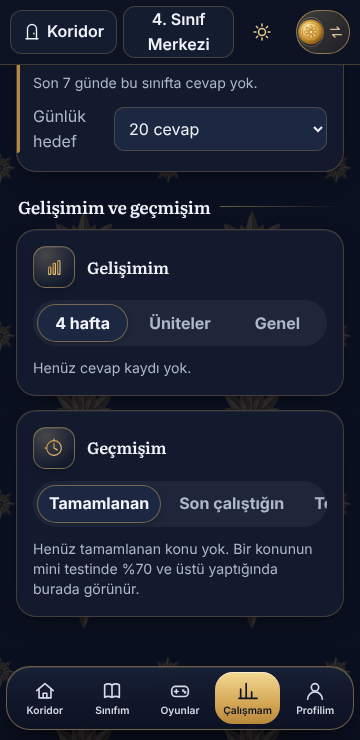 Koridor
4. Sınıf
Merkezi
Son 7 günde bu sınıfta cevap yok.
Günlük
hedef
20 cevap
Gelişimim ve geçmişim
Gelişimim
4 hafta Üniteler Genel
Henüz cevap kaydı yok.
Geçmişim
Tamamlanan Son çalıştığın
Henüz tamamlanan konu yok. Bir konunun
mini testinde %70 ve üstü yaptığında
burada görünür.
Koridor Sınıfım Oyunlar Çalışmam Profilim